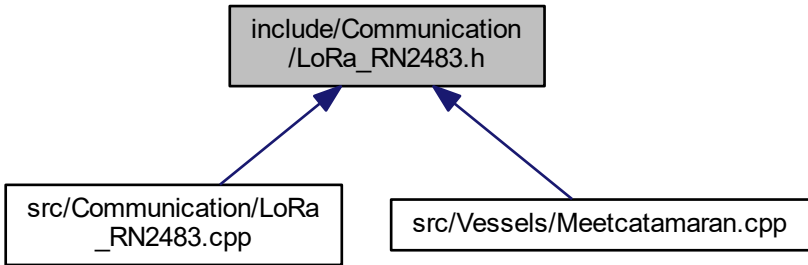 include/Communication
/LoRa_RN2483.h
src/Communication/LoRa
_RN2483.cpp
src/Vessels/Meetcatamaran.cpp